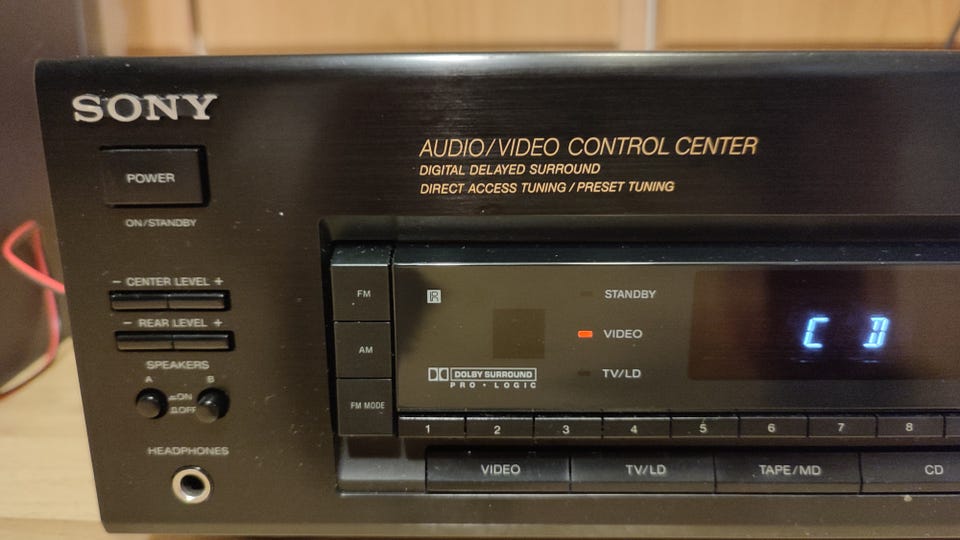 SONY
AUDIO/VIDEO CONTROL CENTER
DIGITAL DELAYED SURROUND
DIRECT ACCESS TUNING / PRESET TUNING
POWER
ON/STANDBY
− CENTER LEVEL +
− REAR LEVEL +
SPEAKERS
A B
ON
OFF
HEADPHONES
FM
AM
FM MODE
R
STANDBY
VIDEO
TV/LD
DOLBY SURROUND
PRO • LOGIC
CD
1 2 3 4 5 6 7 8
VIDEO TV/LD TAPE/MD CD